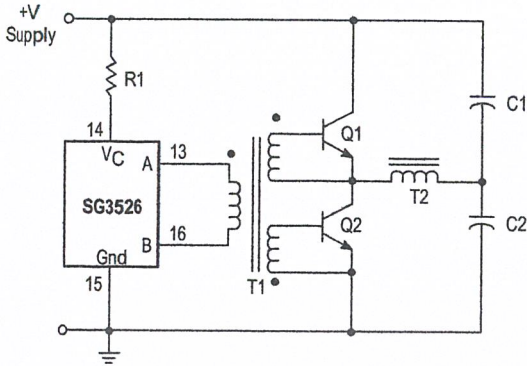 +V
Supply
R1
C1
14
VC
A
13
Q1
SG3526
T2
B
16
Q2
C2
Gnd
15
T1